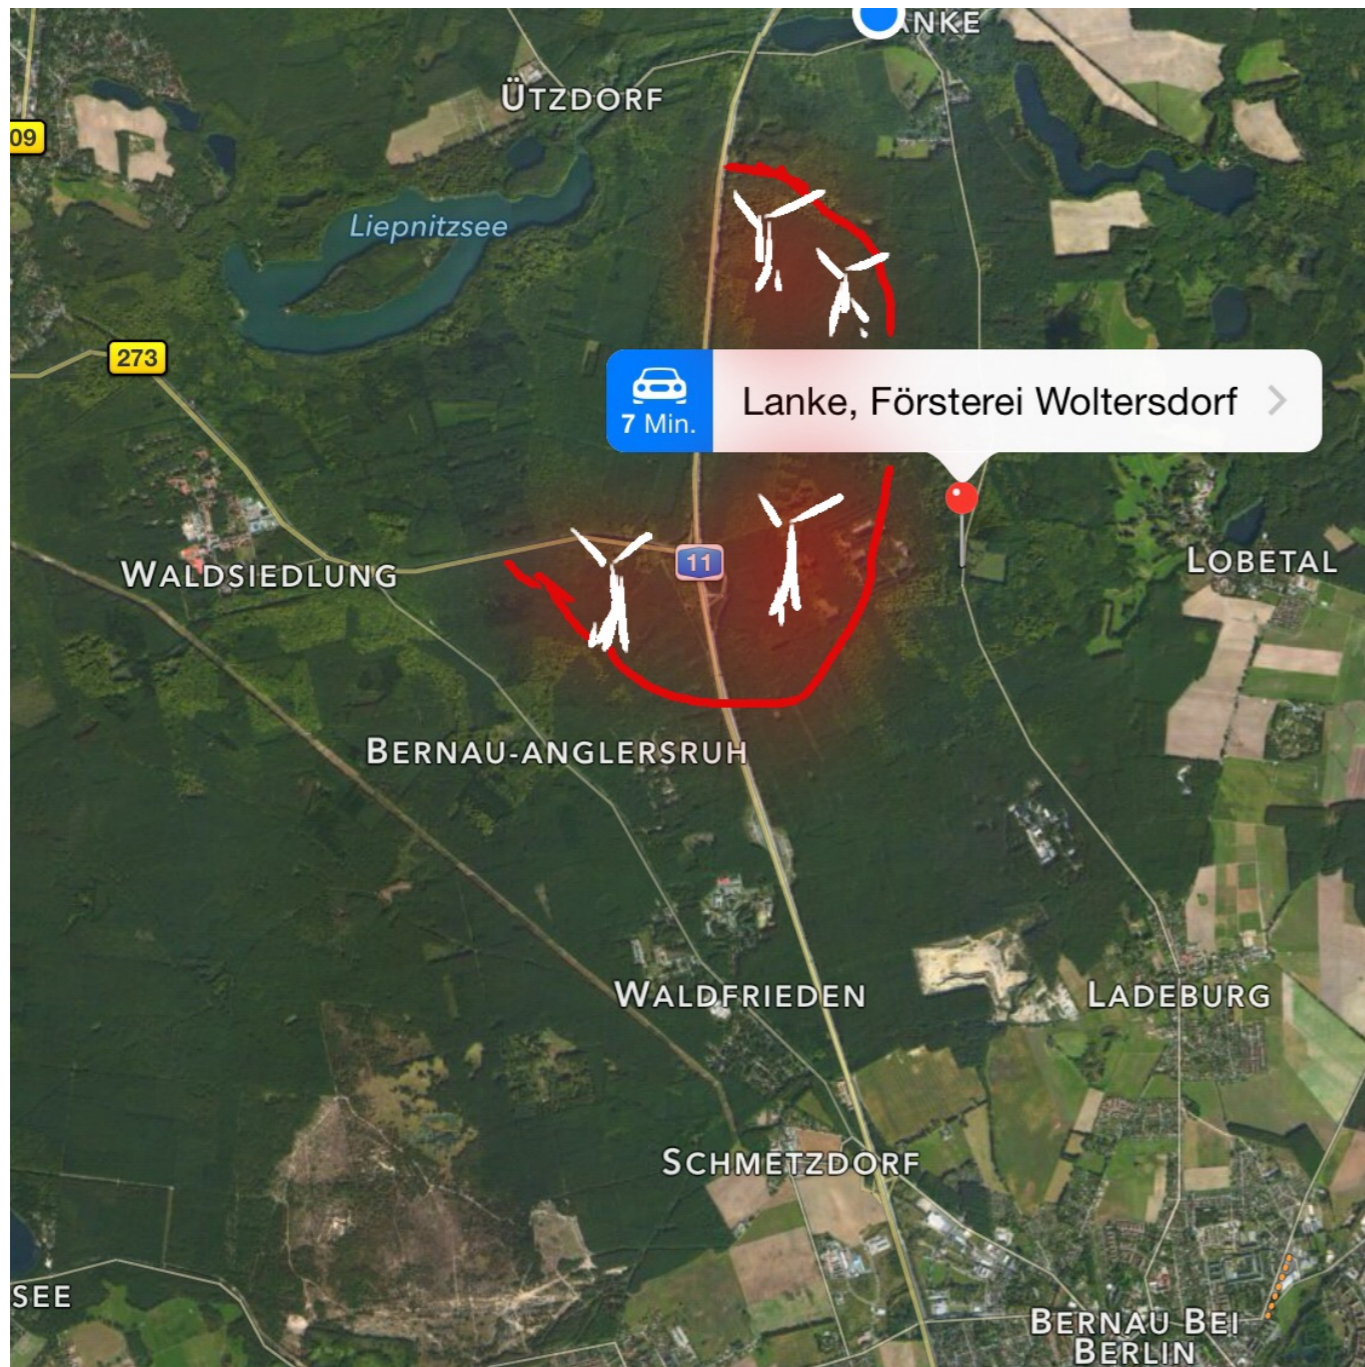 ANKE
ÜTZDORF
09
Liepnitzsee
273
7 Min.
Lanke, Försterei Woltersdorf
11
WALDSIEDLUNG
LOBETAL
BERNAU-ANGLERSRUH
WALDFRIEDEN
LADEBURG
SCHMETZDORF
SEE
BERNAU BEI
BERLIN